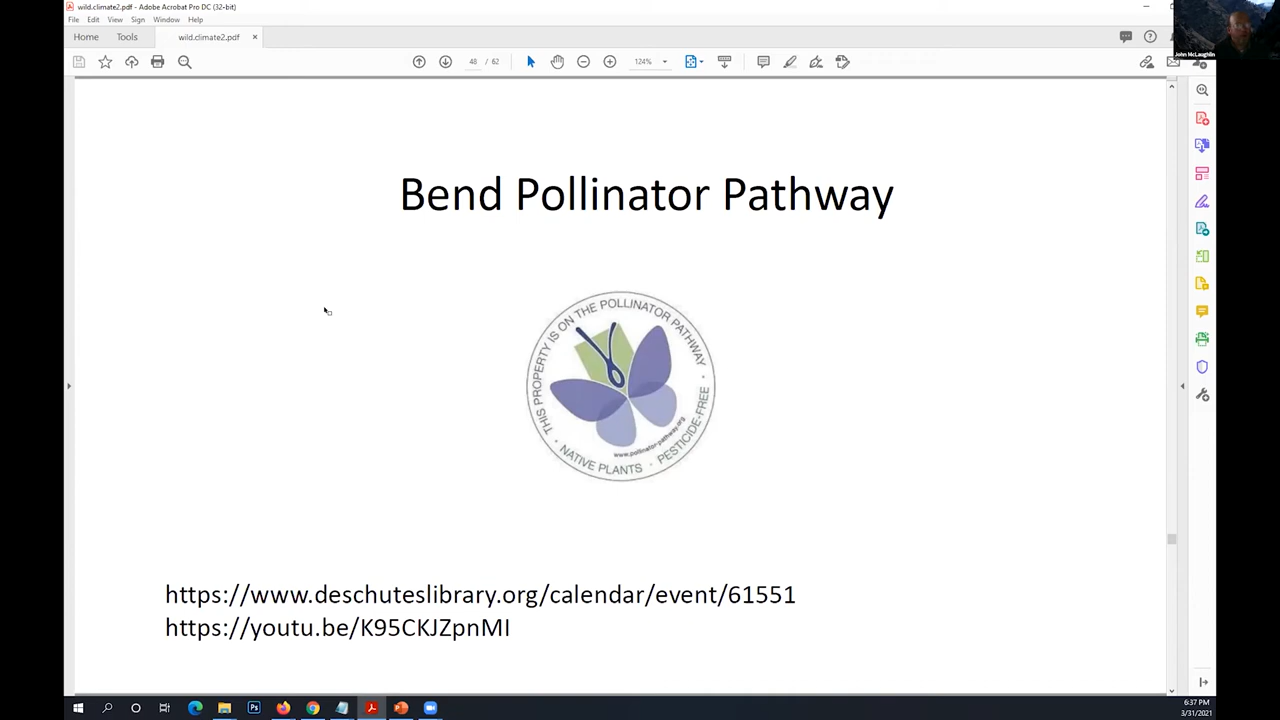 wild.climate2.pdf - Adobe Acrobat Pro DC (32-bit)
File Edit View Sign Window Help
Home Tools wild.climate2.pdf ×
48 / 62 124%
John McLaughlin
Bend Pollinator Pathway
THIS PROPERTY IS ON THE POLLINATOR PATHWAY
• NATIVE PLANTS • PESTICIDE-FREE •
www.pollinator-pathway.org
https://www.deschuteslibrary.org/calendar/event/61551
https://youtu.be/K95CKJZpnMI
6:37 PM
3/31/2021